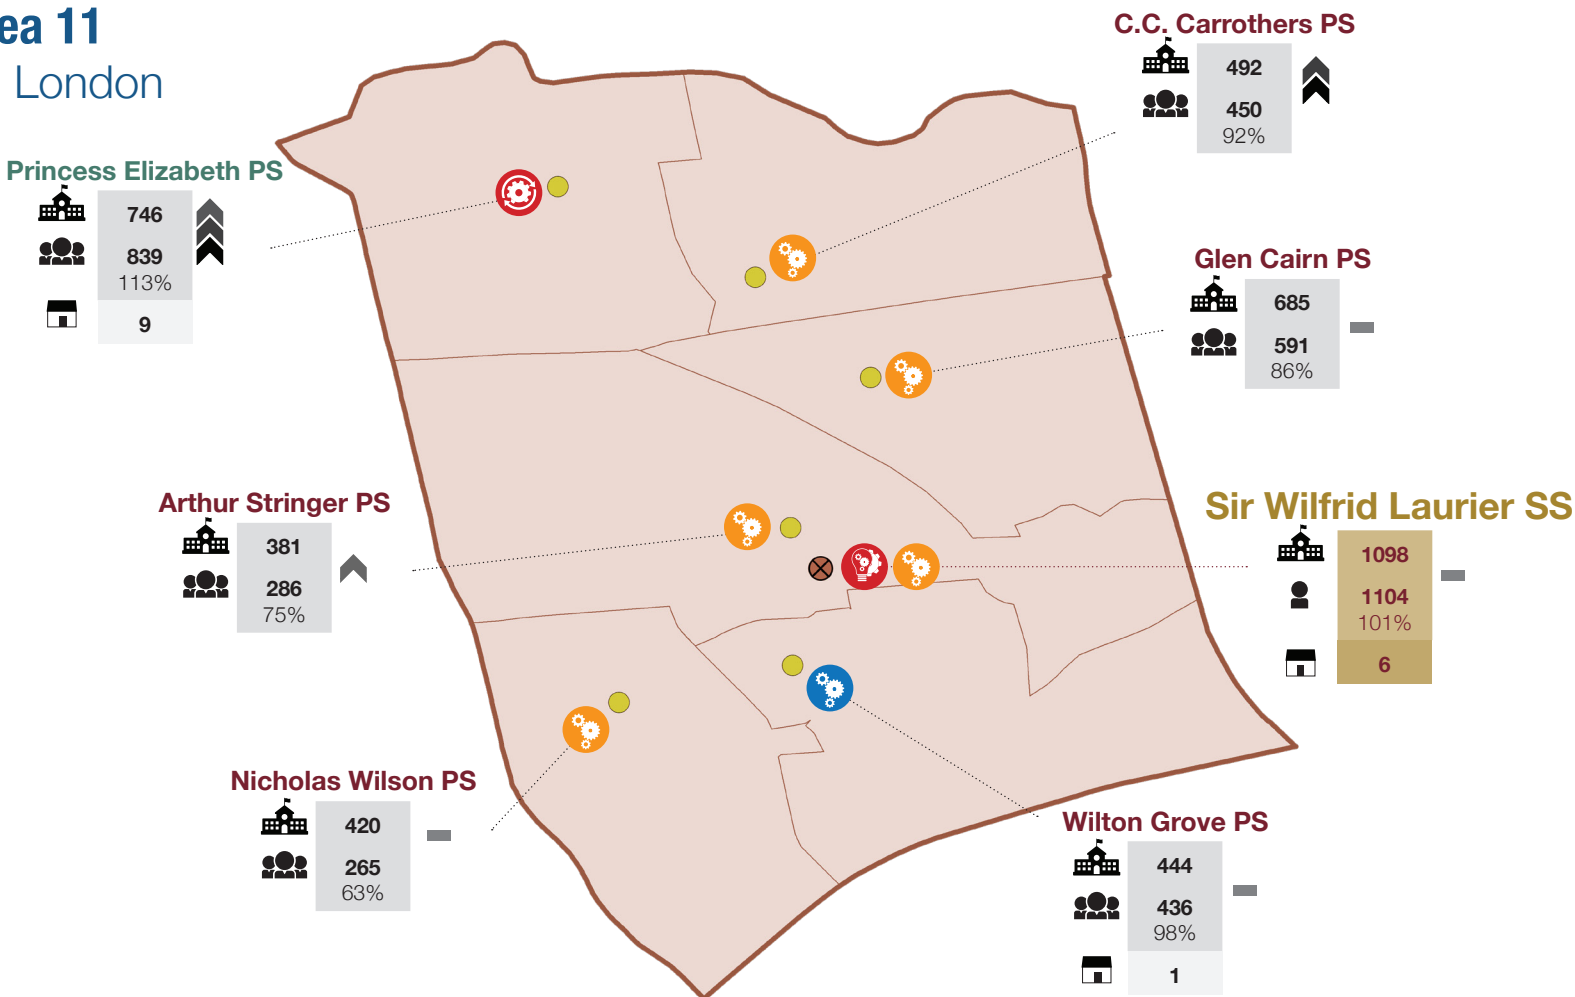 ea 11
London
C.C. Carrothers PS
492
450
92%
Princess Elizabeth PS
746
839
113%
9
Glen Cairn PS
685
591
86%
Arthur Stringer PS
381
286
75%
Sir Wilfrid Laurier SS
1098
1104
101%
6
Nicholas Wilson PS
420
265
63%
Wilton Grove PS
444
436
98%
1